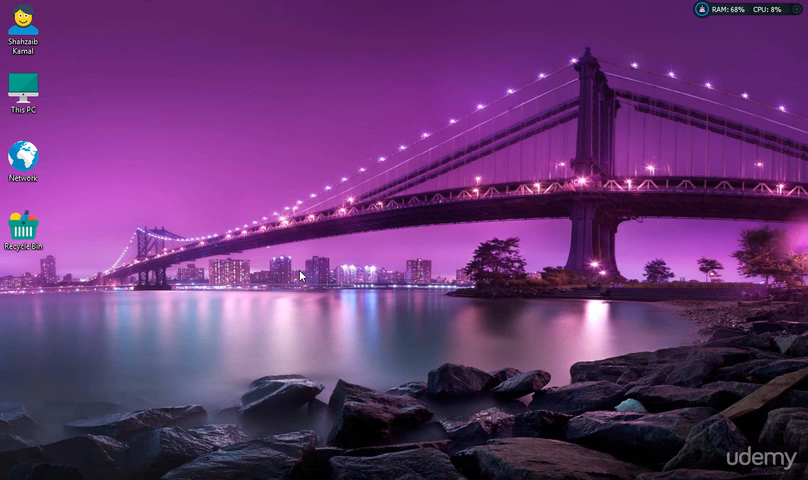 RAM: 68% CPU: 8%
Shahzaib
Kamal
This PC
Network
Recycle Bin
udemy